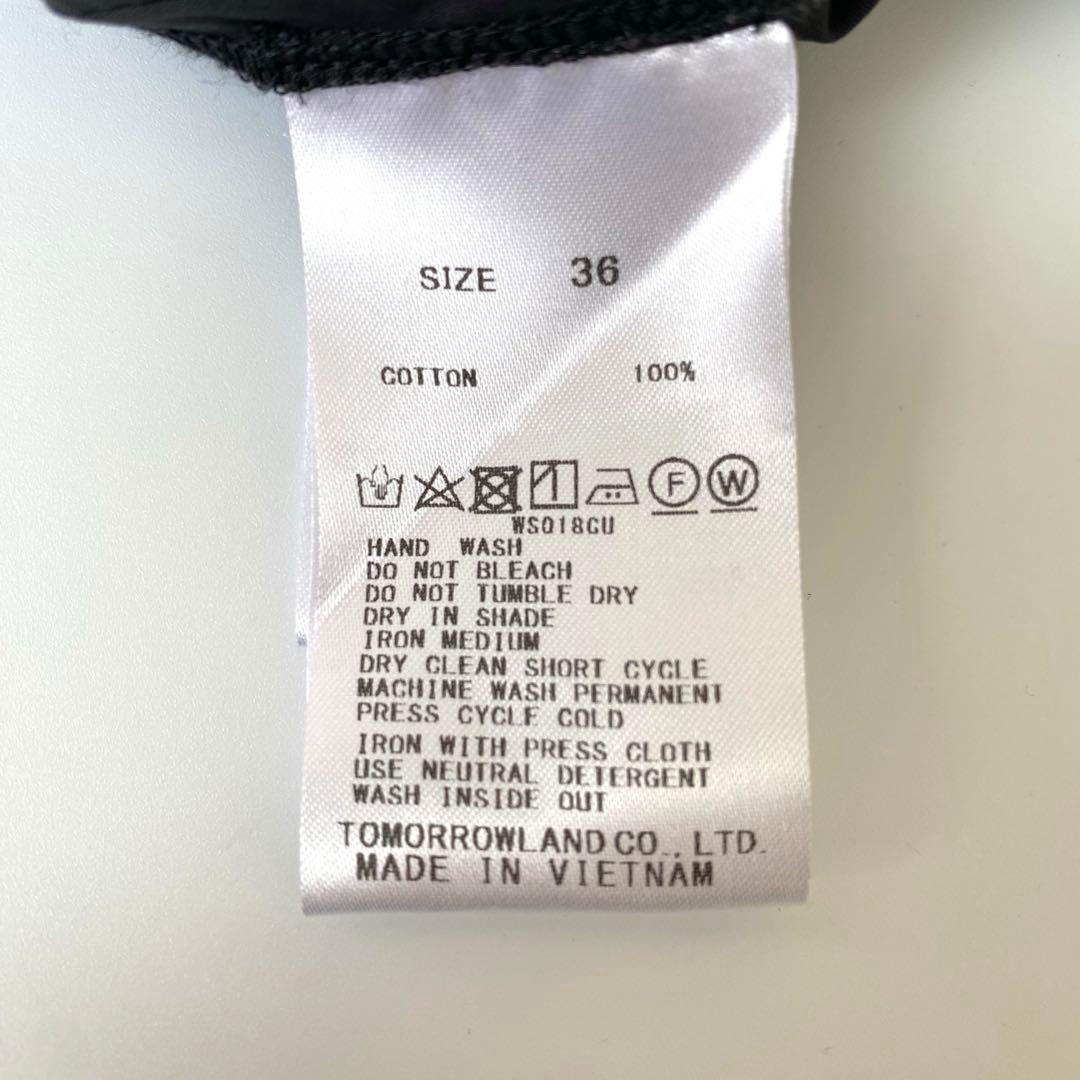 SIZE 36
COTTON 100%
F W
WS018CU
HAND WASH
DO NOT BLEACH
DO NOT TUMBLE DRY
DRY IN SHADE
IRON MEDIUM
DRY CLEAN SHORT CYCLE
MACHINE WASH PERMANENT
PRESS CYCLE COLD
IRON WITH PRESS CLOTH
USE NEUTRAL DETERGENT
WASH INSIDE OUT
TOMORROWLAND CO., LTD.
MADE IN VIETNAM